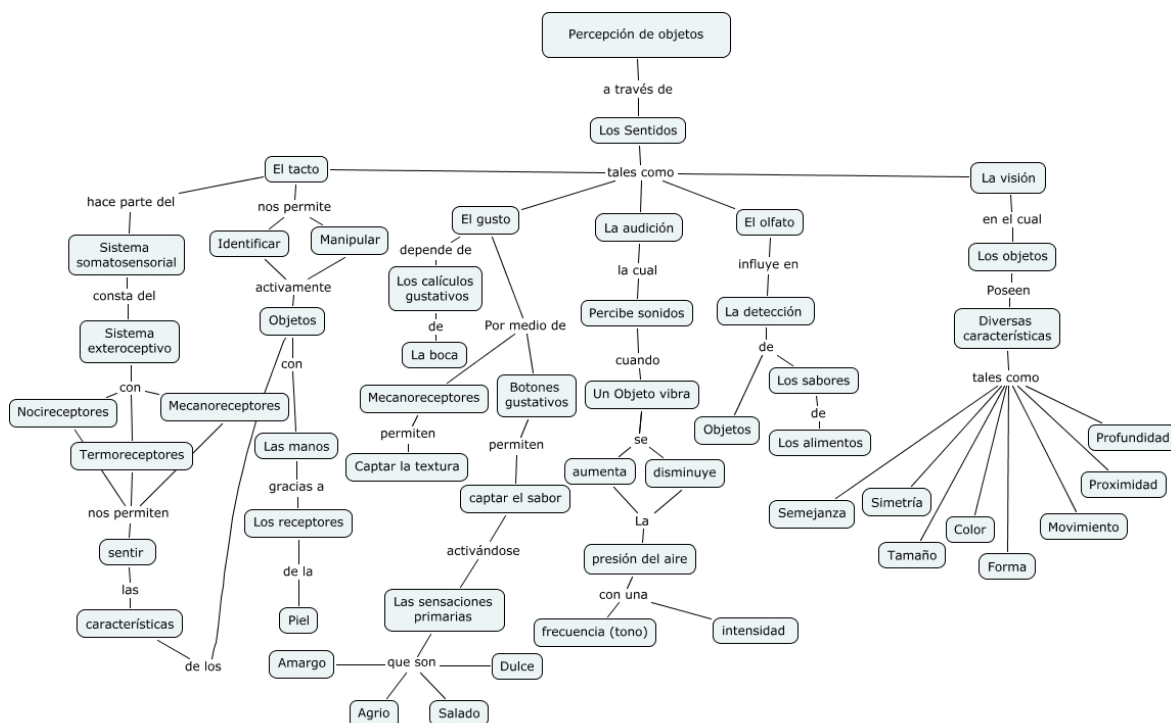 Percepción de objetos
a través de
Los Sentidos
tales como
El tacto
hace parte del
Sistema
somatosensorial
consta del
Sistema
exteroceptivo
con
Nocireceptores
Mecanoreceptores
Termoreceptores
nos permiten
sentir
las
características
de los
nos permite
Identificar
Manipular
activamente
Objetos
con
Las manos
gracias a
Los receptores
de la
Piel
El gusto
depende de
Los calículos
gustativos
de
La boca
Por medio de
Mecanoreceptores
permiten
Captar la textura
Botones
gustativos
permiten
captar el sabor
activándose
Las sensaciones
primarias
que son
Amargo
Agrio
Salado
Dulce
La audición
la cual
Percibe sonidos
cuando
Un Objeto vibra
se
aumenta
disminuye
La
presión del aire
con una
frecuencia (tono)
intensidad
El olfato
influye en
La detección
de
Objetos
Los sabores
de
Los alimentos
La visión
en el cual
Los objetos
Poseen
Diversas
características
tales como
Semejanza
Simetría
Tamaño
Color
Forma
Movimiento
Proximidad
Profundidad